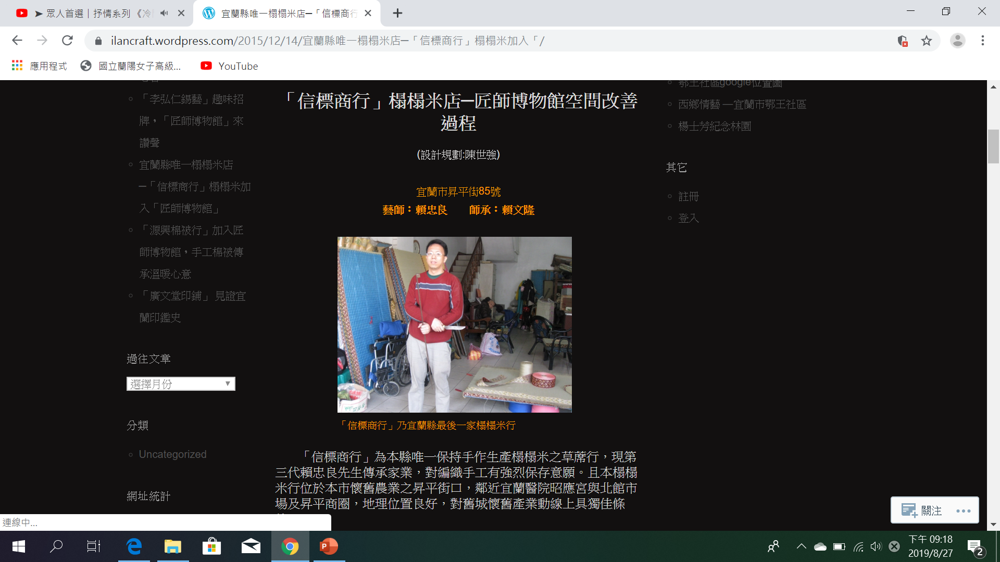 ➤ 眾人首選｜抒情系列 《冷
宜蘭縣唯一榻榻米店─「信標商行
ilancraft.wordpress.com/2015/12/14/宜蘭縣唯一榻榻米店─「信標商行」榻榻米加入「/
應用程式
國立蘭陽女子高級...
YouTube
「李弘仁錫藝」趣味招
牌，「匠師博物館」來
讚聲
宜蘭縣唯一榻榻米店
─「信標商行」榻榻米加
入「匠師博物館」
「源興棉被行」加入匠
師博物館，手工棉被傳
承溫暖心意
「廣文堂印鋪」 見證宜
蘭印鑑史
過往文章
選擇月份
分類
Uncategorized
網址統計
「信標商行」榻榻米店─匠師博物館空間改善
過程
(設計規劃:陳世強)
宜蘭市昇平街85號
藝師：賴忠良 師承：賴文隆
「信標商行」乃宜蘭縣最後一家榻榻米行
「信標商行」為本縣唯一保持手作生產榻榻米之草蓆行，現第
三代賴忠良先生傳承家業，對編織手工有強烈保存意願。且本榻榻
米行位於本市懷舊農業之昇平街口，鄰近宜蘭醫院昭應宮與北館市
場及昇平商圈，地理位置良好，對舊城懷舊產業動線上具獨佳條
鄂王社區google位置圖
西鄉情藝 —宜蘭市鄂王社區
楊士芳紀念林園
其它
註冊
登入
關注
連線中...
下午 09:18
2019/8/27
2